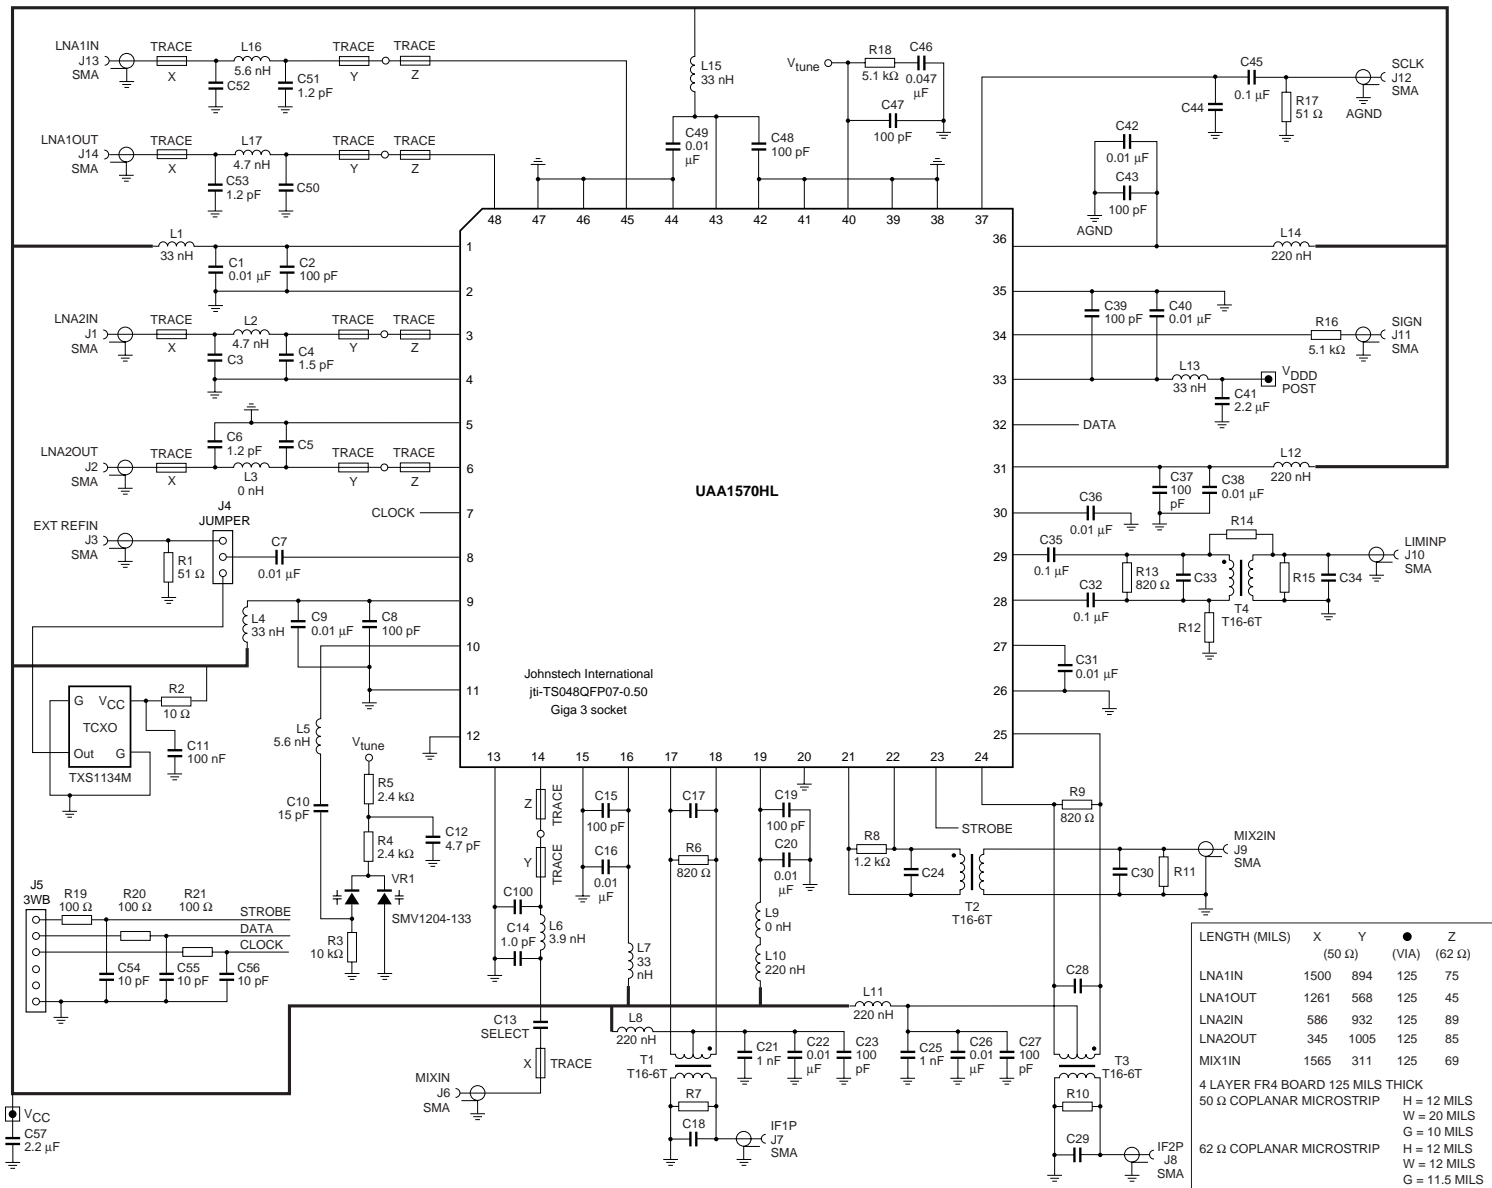 LNA1IN
J13
SMA
TRACE
X
L16
5.6 nH
C52
C51
1.2 pF
TRACE
Y
TRACE
Z
LNA1OUT
J14
SMA
TRACE
X
L17
4.7 nH
C53
1.2 pF
C50
TRACE
Y
TRACE
Z
L15
33 nH
C49
0.01
μF
C48
100 pF
Vtune
R18
5.1 kΩ
C46
0.047
μF
C47
100 pF
C45
0.1 μF
C44
R17
51 Ω
SCLK
J12
SMA
AGND
C42
0.01 μF
C43
100 pF
AGND
48
47
46
45
44
43
42
41
40
39
38
37
L1
33 nH
C1
0.01 μF
C2
100 pF
1
2
LNA2IN
J1
SMA
TRACE
X
L2
4.7 nH
C3
C4
1.5 pF
TRACE
Y
TRACE
Z
3
4
LNA2OUT
J2
SMA
TRACE
X
C6
1.2 pF
C5
L3
0 nH
TRACE
Y
TRACE
Z
5
6
CLOCK
7
EXT REFIN
J3
SMA
R1
51 Ω
J4
JUMPER
C7
0.01 μF
8
L4
33 nH
C9
0.01 μF
C8
100 pF
9
10
11
12
UAA1570HL
Johnstech International
jti-TS048QFP07-0.50
Giga 3 socket
36
L14
220 nH
35
C39
100 pF
C40
0.01 μF
34
R16
5.1 kΩ
SIGN
J11
SMA
33
L13
33 nH
VDDD
POST
C41
2.2 μF
32
DATA
31
L12
220 nH
C37
100
pF
C38
0.01 μF
30
C36
0.01 μF
29
C35
0.1 μF
R14
R13
820 Ω
C33
R15
C34
LIMINP
J10
SMA
28
C32
0.1 μF
R12
T4
T16-6T
27
C31
0.01 μF
26
25
G
VCC
TCXO
Out
G
TXS1134M
R2
10 Ω
C11
100 nF
L5
5.6 nH
C10
15 pF
Vtune
R5
2.4 kΩ
R4
2.4 kΩ
C12
4.7 pF
VR1
SMV1204-133
R3
10 kΩ
13
14
15
16
17
18
19
20
21
22
23
24
Z
TRACE
Y
TRACE
C100
C14
1.0 pF
L6
3.9 nH
C13
SELECT
X
TRACE
MIXIN
J6
SMA
C15
100 pF
C16
0.01
μF
L7
33
nH
C17
R6
820 Ω
C19
100 pF
C20
0.01
μF
L9
0 nH
L10
220 nH
R8
1.2 kΩ
C24
T2
T16-6T
STROBE
R9
820 Ω
C30
R11
MIX2IN
J9
SMA
J5
3WB
R19
100 Ω
R20
100 Ω
R21
100 Ω
STROBE
DATA
CLOCK
C54
10 pF
C55
10 pF
C56
10 pF
L8
220 nH
T1
T16-6T
C21
1 nF
C22
0.01
μF
C23
100
pF
L11
220 nH
C25
1 nF
C26
0.01
μF
C27
100
pF
C28
T3
T16-6T
R7
C18
IF1P
J7
SMA
R10
C29
IF2P
J8
SMA
VCC
C57
2.2 μF
LENGTH (MILS) X Y ● Z
(50 Ω) (VIA) (62 Ω)
LNA1IN 1500 894 125 75
LNA1OUT 1261 568 125 45
LNA2IN 586 932 125 89
LNA2OUT 345 1005 125 85
MIX1IN 1565 311 125 69
4 LAYER FR4 BOARD 125 MILS THICK
50 Ω COPLANAR MICROSTRIP H = 12 MILS
W = 20 MILS
G = 10 MILS
62 Ω COPLANAR MICROSTRIP H = 12 MILS
W = 12 MILS
G = 11.5 MILS